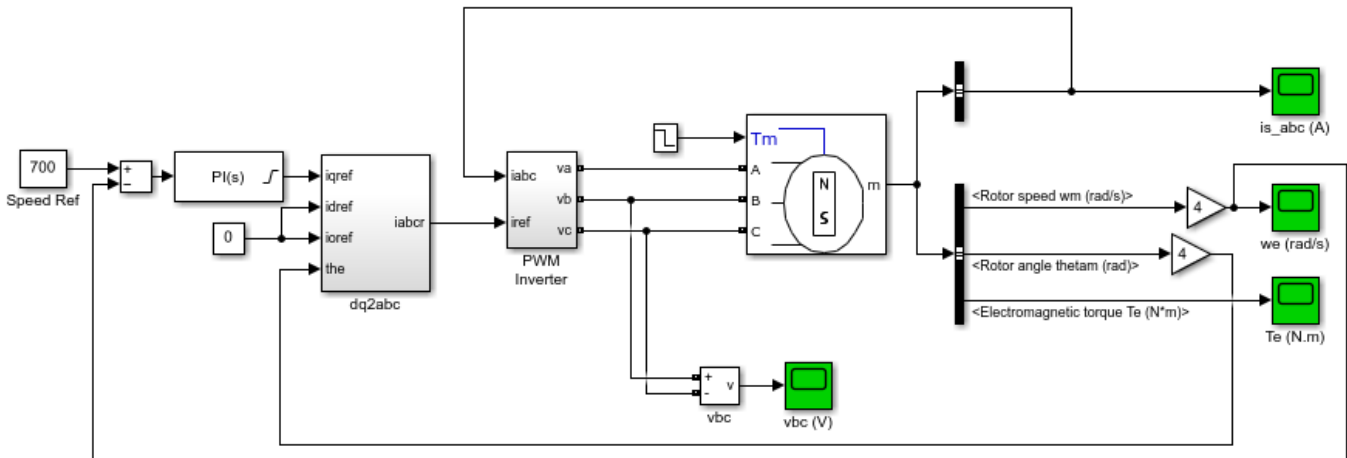 is_abc (A)
Tm
700
+
−
Speed Ref
PI(s)
iqref
idref
ioref
the
iabcr
dq2abc
0
iabc
iref
va
vb
vc
PWM
Inverter
A
B
C
N
S
m
<Rotor speed wm (rad/s)>
4
we (rad/s)
<Rotor angle thetam (rad)>
4
<Electromagnetic torque Te (N*m)>
Te (N.m)
+
-
v
vbc
vbc (V)